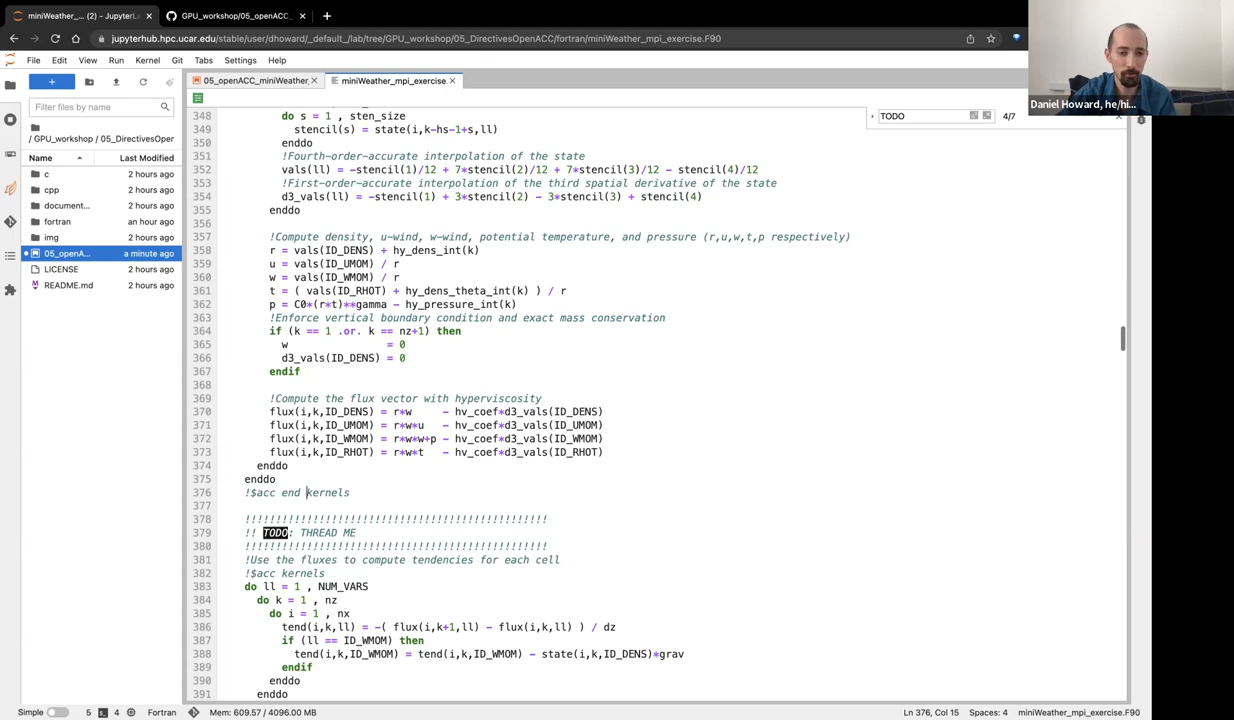 miniWeather_... (2) - JupyterLa
GPU_workshop/05_openACC_
jupyterhub.hpc.ucar.edu/stable/user/dhoward/_default_/lab/tree/GPU_workshop/05_DirectivesOpenACC/fortran/miniWeather_mpi_exercise.F90
File Edit View Run Kernel Git Tabs Settings Help
Filter files by name
/ GPU_workshop / 05_DirectivesOper
Name Last Modified
c 2 hours ago
cpp 2 hours ago
document... 2 hours ago
fortran an hour ago
img 2 hours ago
05_openA... a minute ago
LICENSE 2 hours ago
README.md 2 hours ago
05_openACC_miniWeather_
miniWeather_mpi_exercise.
TODO 4/7
Daniel Howard, he/hi...
348 do s = 1 , sten_size
349 stencil(s) = state(i,k-hs-1+s,ll)
350 enddo
351 !Fourth-order-accurate interpolation of the state
352 vals(ll) = -stencil(1)/12 + 7*stencil(2)/12 + 7*stencil(3)/12 - stencil(4)/12
353 !First-order-accurate interpolation of the third spatial derivative of the state
354 d3_vals(ll) = -stencil(1) + 3*stencil(2) - 3*stencil(3) + stencil(4)
355 enddo
356
357 !Compute density, u-wind, w-wind, potential temperature, and pressure (r,u,w,t,p respectively)
358 r = vals(ID_DENS) + hy_dens_int(k)
359 u = vals(ID_UMOM) / r
360 w = vals(ID_WMOM) / r
361 t = ( vals(ID_RHOT) + hy_dens_theta_int(k) ) / r
362 p = C0*(r*t)**gamma - hy_pressure_int(k)
363 !Enforce vertical boundary condition and exact mass conservation
364 if (k == 1 .or. k == nz+1) then
365 w = 0
366 d3_vals(ID_DENS) = 0
367 endif
368
369 !Compute the flux vector with hyperviscosity
370 flux(i,k,ID_DENS) = r*w - hv_coef*d3_vals(ID_DENS)
371 flux(i,k,ID_UMOM) = r*w*u - hv_coef*d3_vals(ID_UMOM)
372 flux(i,k,ID_WMOM) = r*w*w+p - hv_coef*d3_vals(ID_WMOM)
373 flux(i,k,ID_RHOT) = r*w*t - hv_coef*d3_vals(ID_RHOT)
374 enddo
375 enddo
376 !$acc end kernels
377
378 !!!!!!!!!!!!!!!!!!!!!!!!!!!!!!!!!!!!!!!!!!!!!!!!!
379 !! TODO: THREAD ME
380 !!!!!!!!!!!!!!!!!!!!!!!!!!!!!!!!!!!!!!!!!!!!!!!!!
381 !Use the fluxes to compute tendencies for each cell
382 !$acc kernels
383 do ll = 1 , NUM_VARS
384 do k = 1 , nz
385 do i = 1 , nx
386 tend(i,k,ll) = -( flux(i,k+1,ll) - flux(i,k,ll) ) / dz
387 if (ll == ID_WMOM) then
388 tend(i,k,ID_WMOM) = tend(i,k,ID_WMOM) - state(i,k,ID_DENS)*grav
389 endif
390 enddo
391 enddo
Simple 5 4 Fortran Mem: 609.57 / 4096.00 MB Ln 376, Col 15 Spaces: 4 miniWeather_mpi_exercise.F90